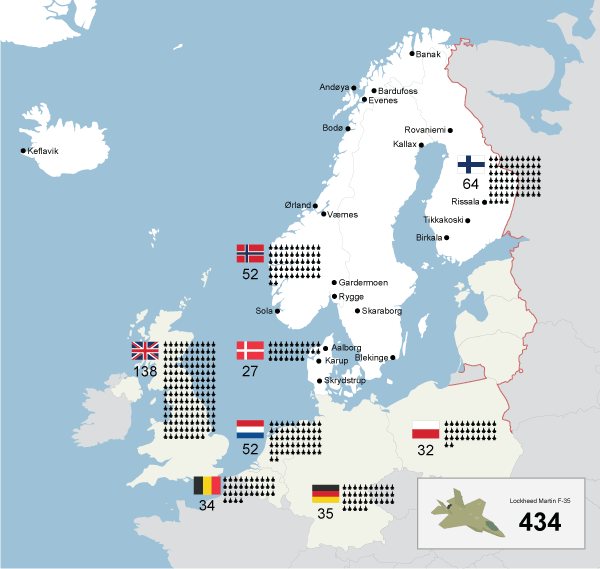 Banak
Andøya
Bardufoss
Evenes
Bodø
Rovaniemi
Kallax
Keflavik
64
Rissala
Ørland
Værnes
Tikkakoski
Birkala
52
Gardermoen
Rygge
Sola
Skaraborg
138
27
Aalborg
Karup
Blekinge
Skrydstrup
52
32
34
35
Lockheed Martin F-35
434